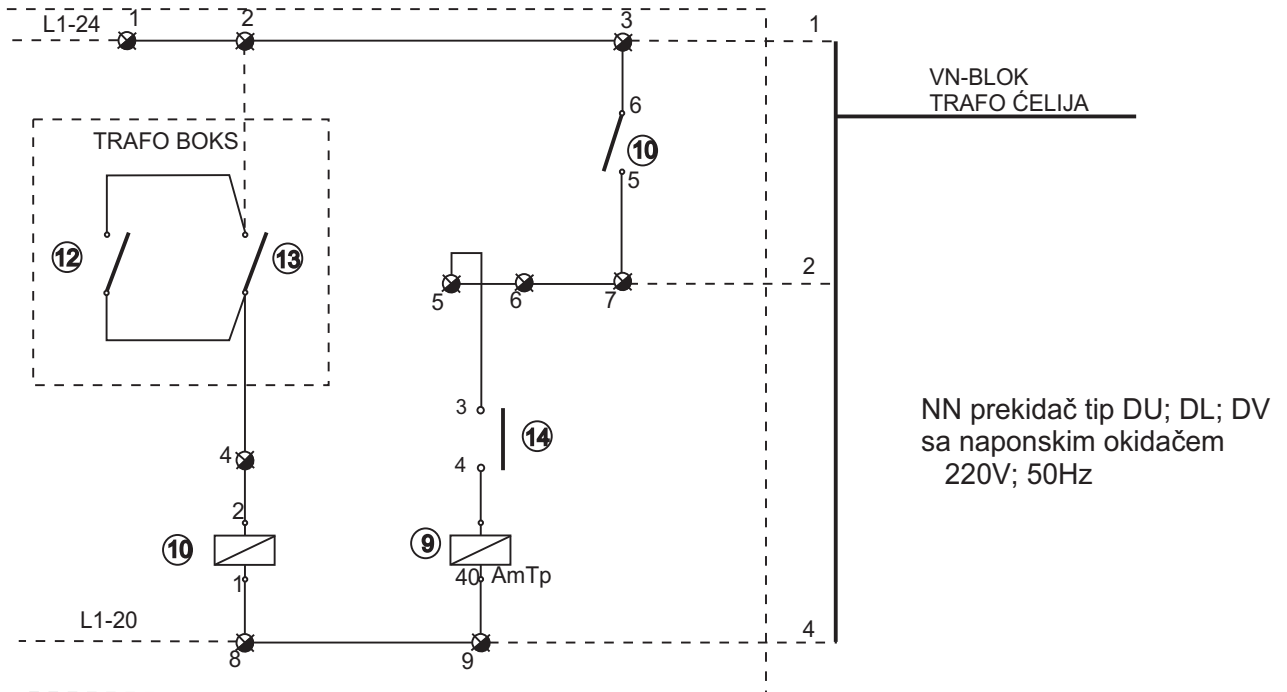 L1-24
1
2
3
1
VN-BLOK
TRAFO ĆELIJA
TRAFO BOKS
6
10
5
12
13
5
6
7
2
3
14
4
NN prekidač tip DU; DL; DV
sa naponskim okidačem
220V; 50Hz
4
2
10
1
9
40 AmTp
L1-20
8
9
4